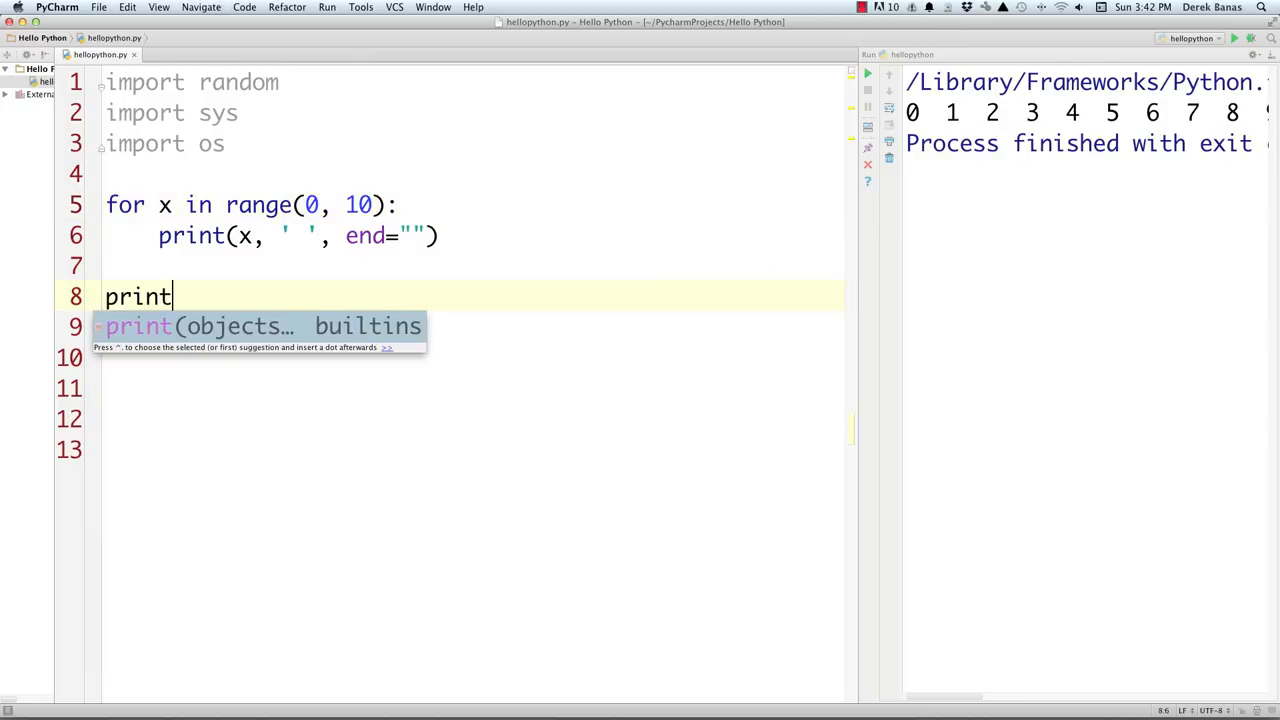 PyCharm File Edit View Navigate Code Refactor Run Tools VCS Window Help 10 Sun 3:42 PM Derek Banas
hellopython.py - Hello Python - [~/PycharmProjects/Hello Python]
Hello Python hellopython.py hellopython
hellopython.py Run hellopython
Hello
hell
Externa
1 import random
2 import sys
3 import os
4
5 for x in range(0, 10):
6 print(x, ' ', end="")
7
8 print
9 print(objects… builtins
Press ^. to choose the selected (or first) suggestion and insert a dot afterwards >>
10
11
12
13
/Library/Frameworks/Python.
0 1 2 3 4 5 6 7 8
Process finished with exit
8:6 LF UTF-8